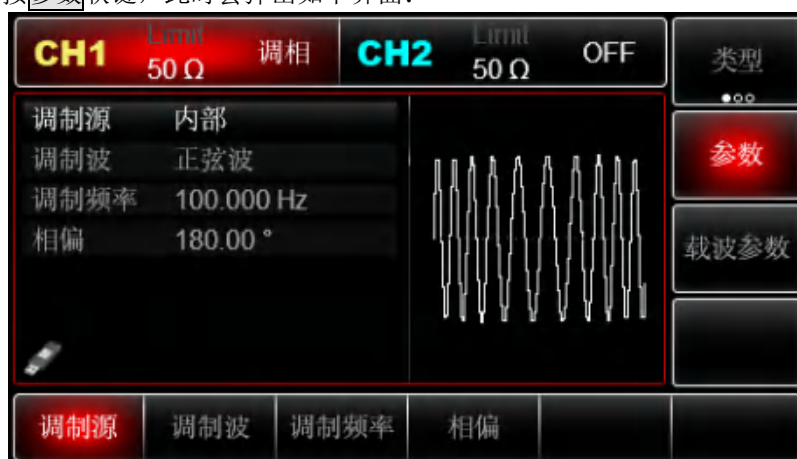 按参数软键，此时会弹出如下界面：
CH1 Limit 50 Ω 调相 CH2 Limit 50 Ω OFF
类型
调制源 内部
调制波 正弦波
调制频率 100.000 Hz
相偏 180.00 °
参数
载波参数
调制源 调制波 调制频率 相偏